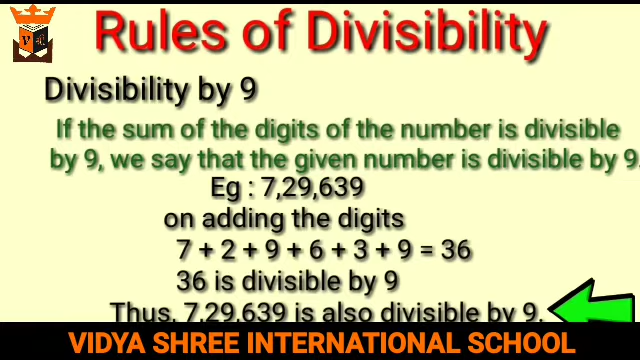 Rules of Divisibility
Divisibility by 9
If the sum of the digits of the number is divisible
by 9, we say that the given number is divisible by 9.
Eg : 7,29,639
on adding the digits
7 + 2 + 9 + 6 + 3 + 9 = 36
36 is divisible by 9
Thus, 7,29,639 is also divisible by 9.
VIDYA SHREE INTERNATIONAL SCHOOL